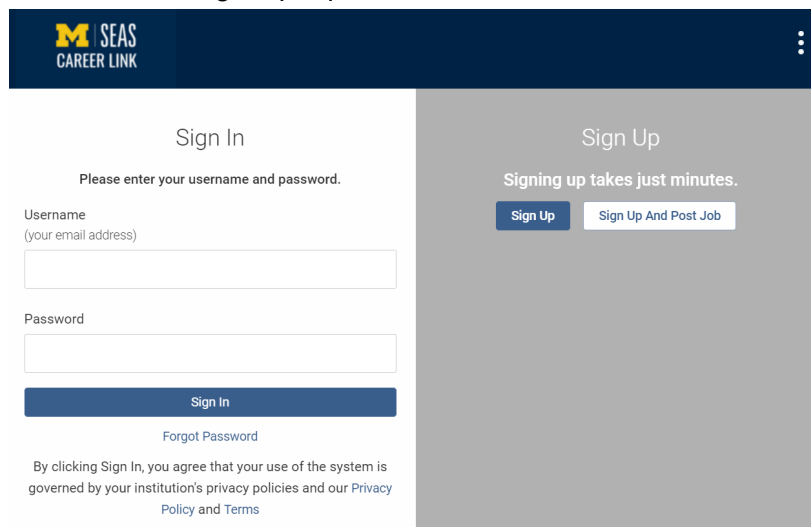 M | SEAS
CAREER LINK
Sign In
Please enter your username and password.
Username
(your email address)
Password
Sign In
Forgot Password
By clicking Sign In, you agree that your use of the system is
governed by your institution's privacy policies and our Privacy
Policy and Terms
Sign Up
Signing up takes just minutes.
Sign Up
Sign Up And Post Job